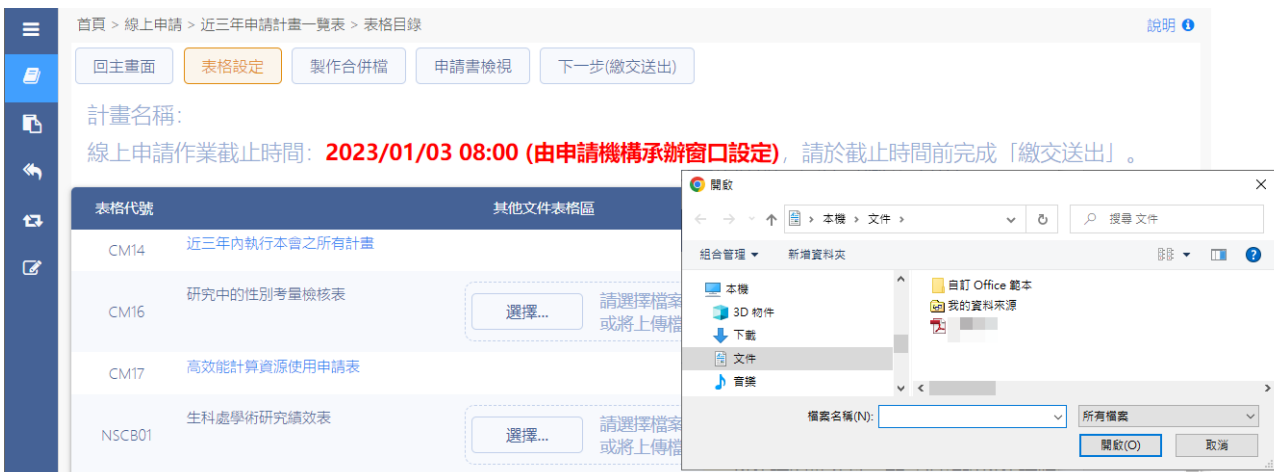 首頁 > 線上申請 > 近三年申請計畫一覽表 > 表格目錄
說明
回主畫面
表格設定
製作合併檔
申請書檢視
下一步(繳交送出)
計畫名稱：
線上申請作業截止時間： 2023/01/03 08:00 (由申請機構承辦窗口設定)，請於截止時間前完成「繳交送出」。
表格代號
其他文件表格區
CM14
近三年內執行本會之所有計畫
CM16
研究中的性別考量檢核表
選擇...
請選擇檔案
或將上傳檔
CM17
高效能計算資源使用申請表
NSCB01
生科處學術研究績效表
選擇...
請選擇檔案
或將上傳檔
開啟
本機 > 文件 >
搜尋 文件
組合管理
新增資料夾
本機
3D 物件
下載
文件
音樂
自訂 Office 範本
我的資料來源
檔案名稱(N):
所有檔案
開啟(O)
取消